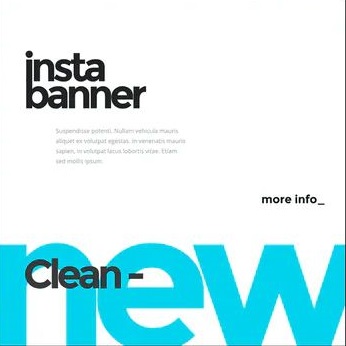 insta
banner
Suspendisse potenti. Nullam vehicula mauris
aliquet ex volutpat egestas. in venenatis mauris
sapien, in volutpat lacus lobortis vitae. Etiam
sed mollis ipsum.
more info_
Clean -
new